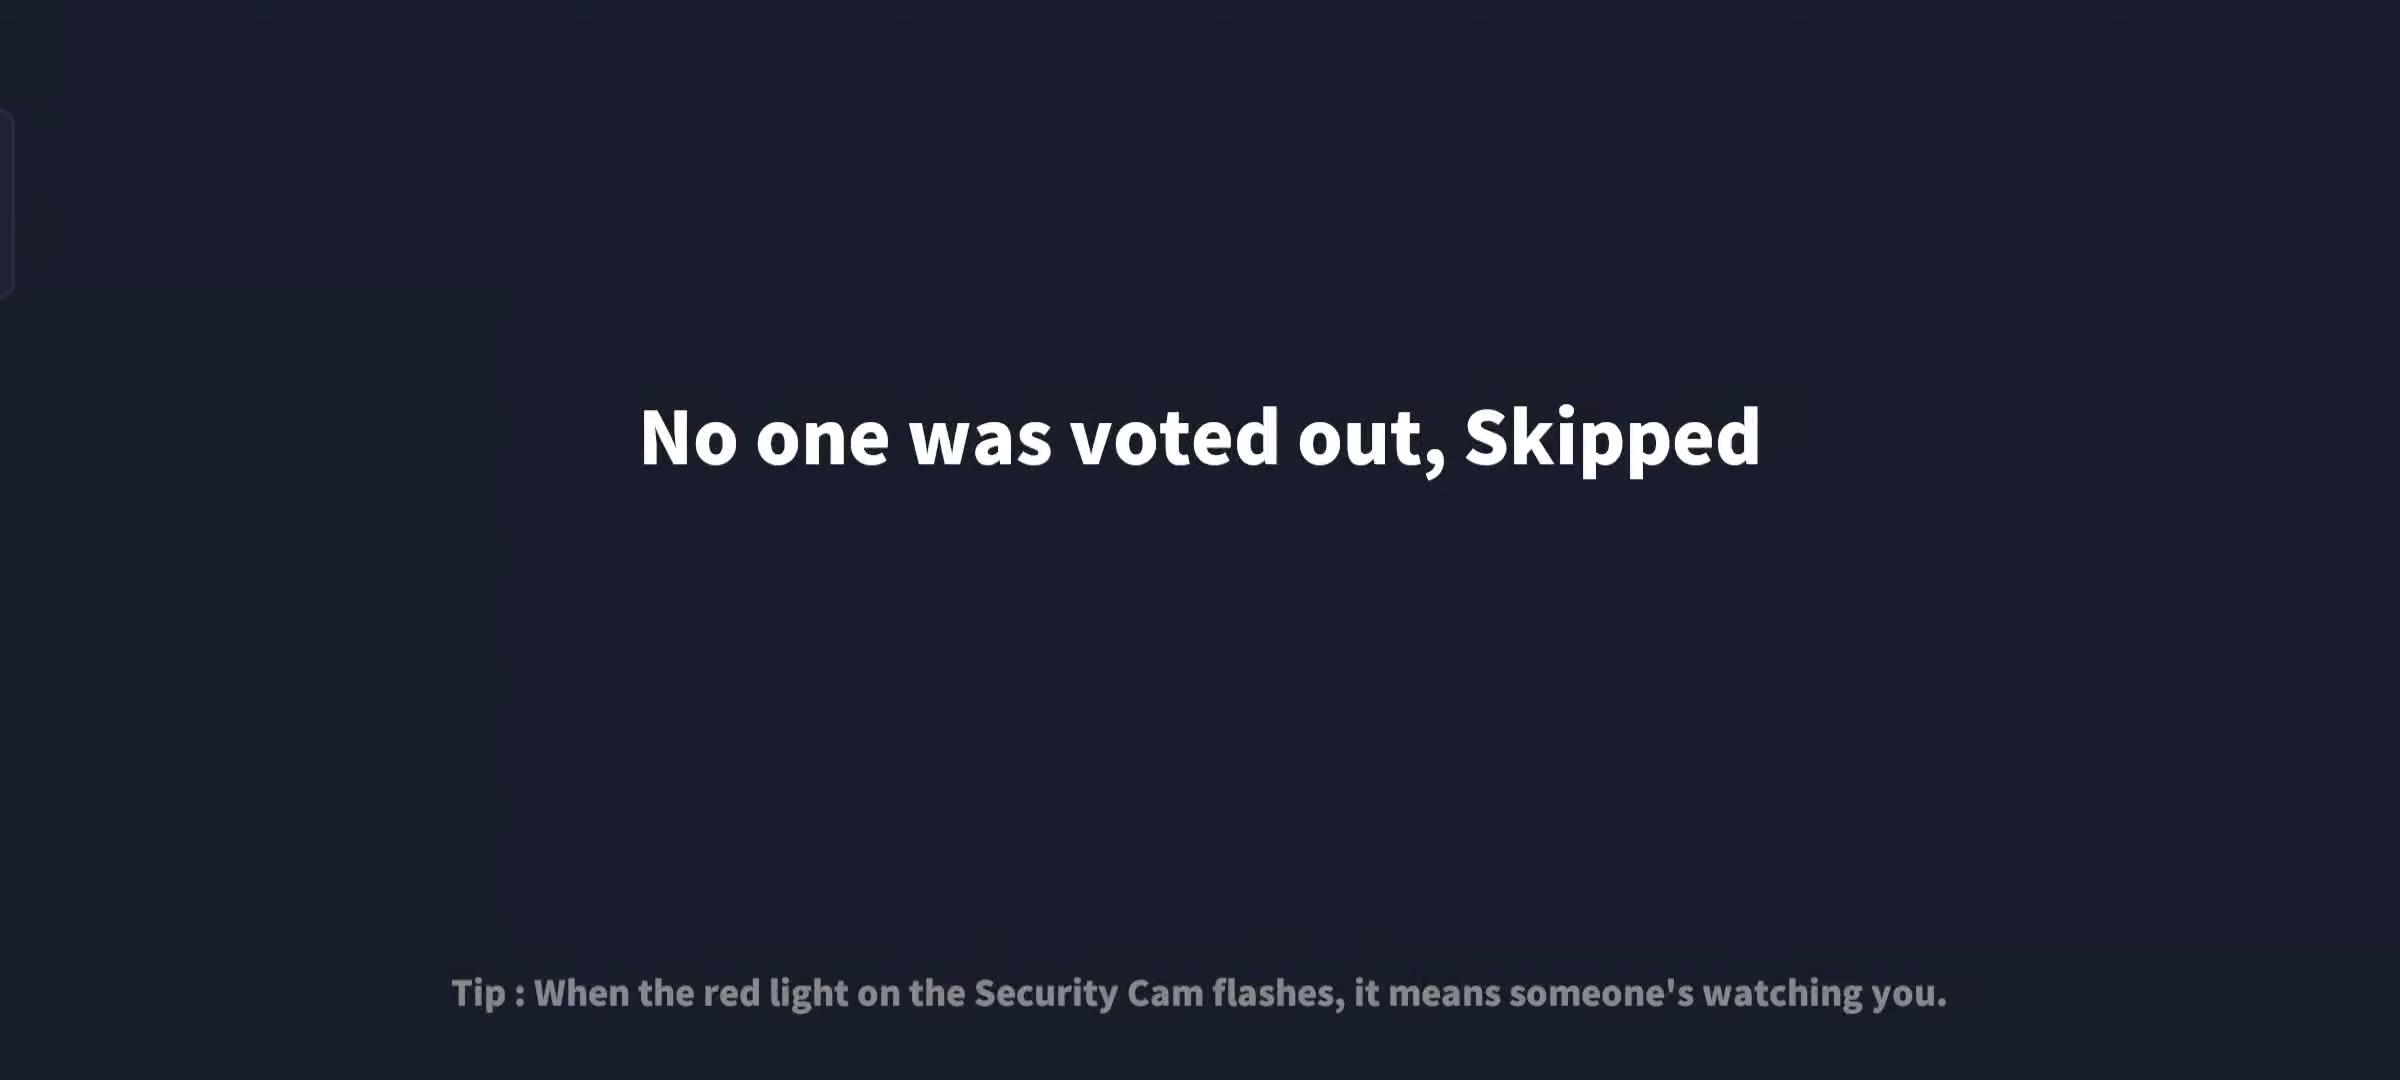 No one was voted out, Skipped
Tip : When the red light on the Security Cam flashes, it means someone's watching you.